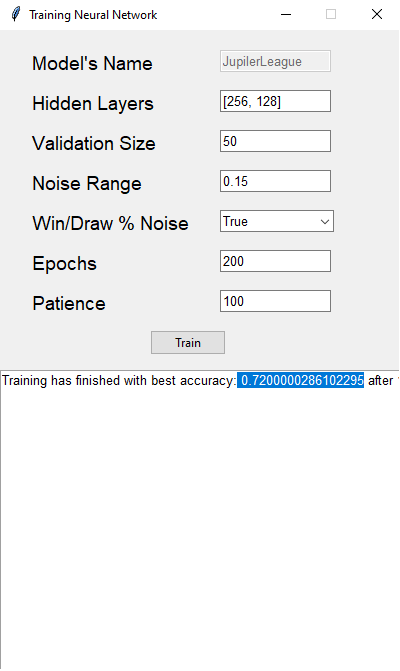 Training Neural Network
Model's Name JupilerLeague
Hidden Layers [256, 128]
Validation Size 50
Noise Range 0.15
Win/Draw % Noise True
Epochs 200
Patience 100
Train
Training has finished with best accuracy: 0.7200000286102295 after